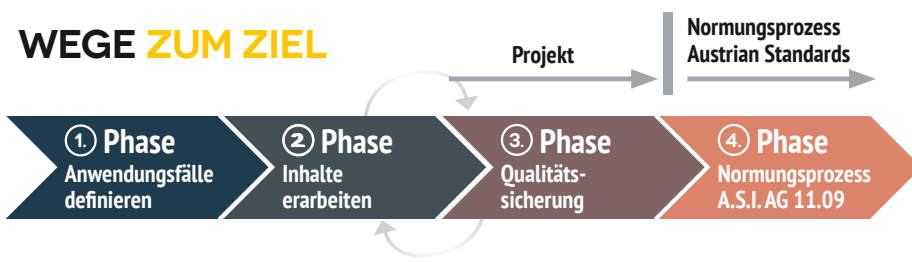 WEGE ZUM ZIEL
Projekt
Normungsprozess
Austrian Standards
1. Phase
Anwendungsfälle
definieren
2 Phase
Inhalte
erarbeiten
3. Phase
Qualitäts-
sicherung
4. Phase
Normungsprozess
A.S.I. AG 11.09